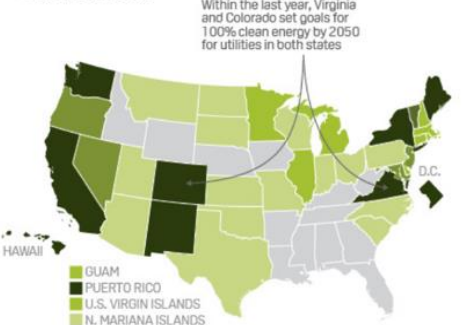 Within the last year, Virginia
and Colorado set goals for
100% clean energy by 2050
for utilities in both states
D.C.
HAWAII
GUAM
PUERTO RICO
U.S. VIRGIN ISLANDS
N. MARIANA ISLANDS